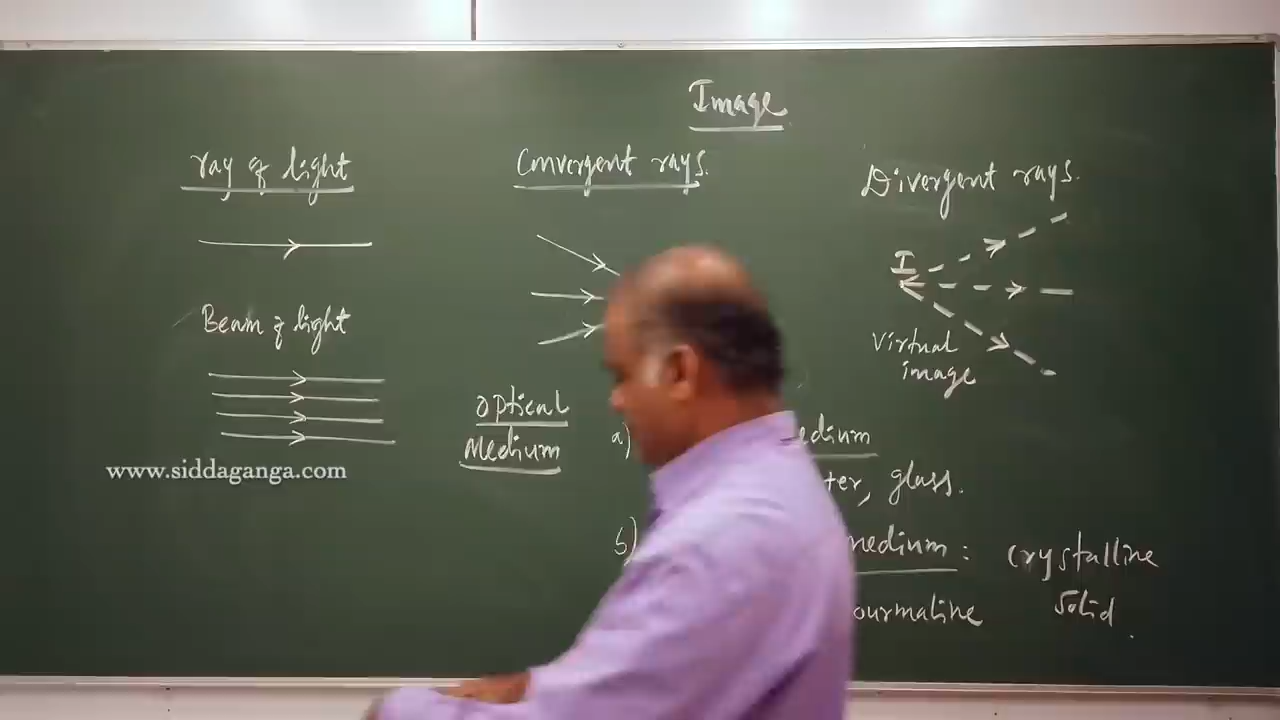 Image
ray of light
Convergent rays.
Divergent rays.
I
Beam of light
Virtual
image
optical
Medium
a)
edium
ter, glass.
b)
medium : crystalline
solid.
ourmaline
www.siddaganga.com